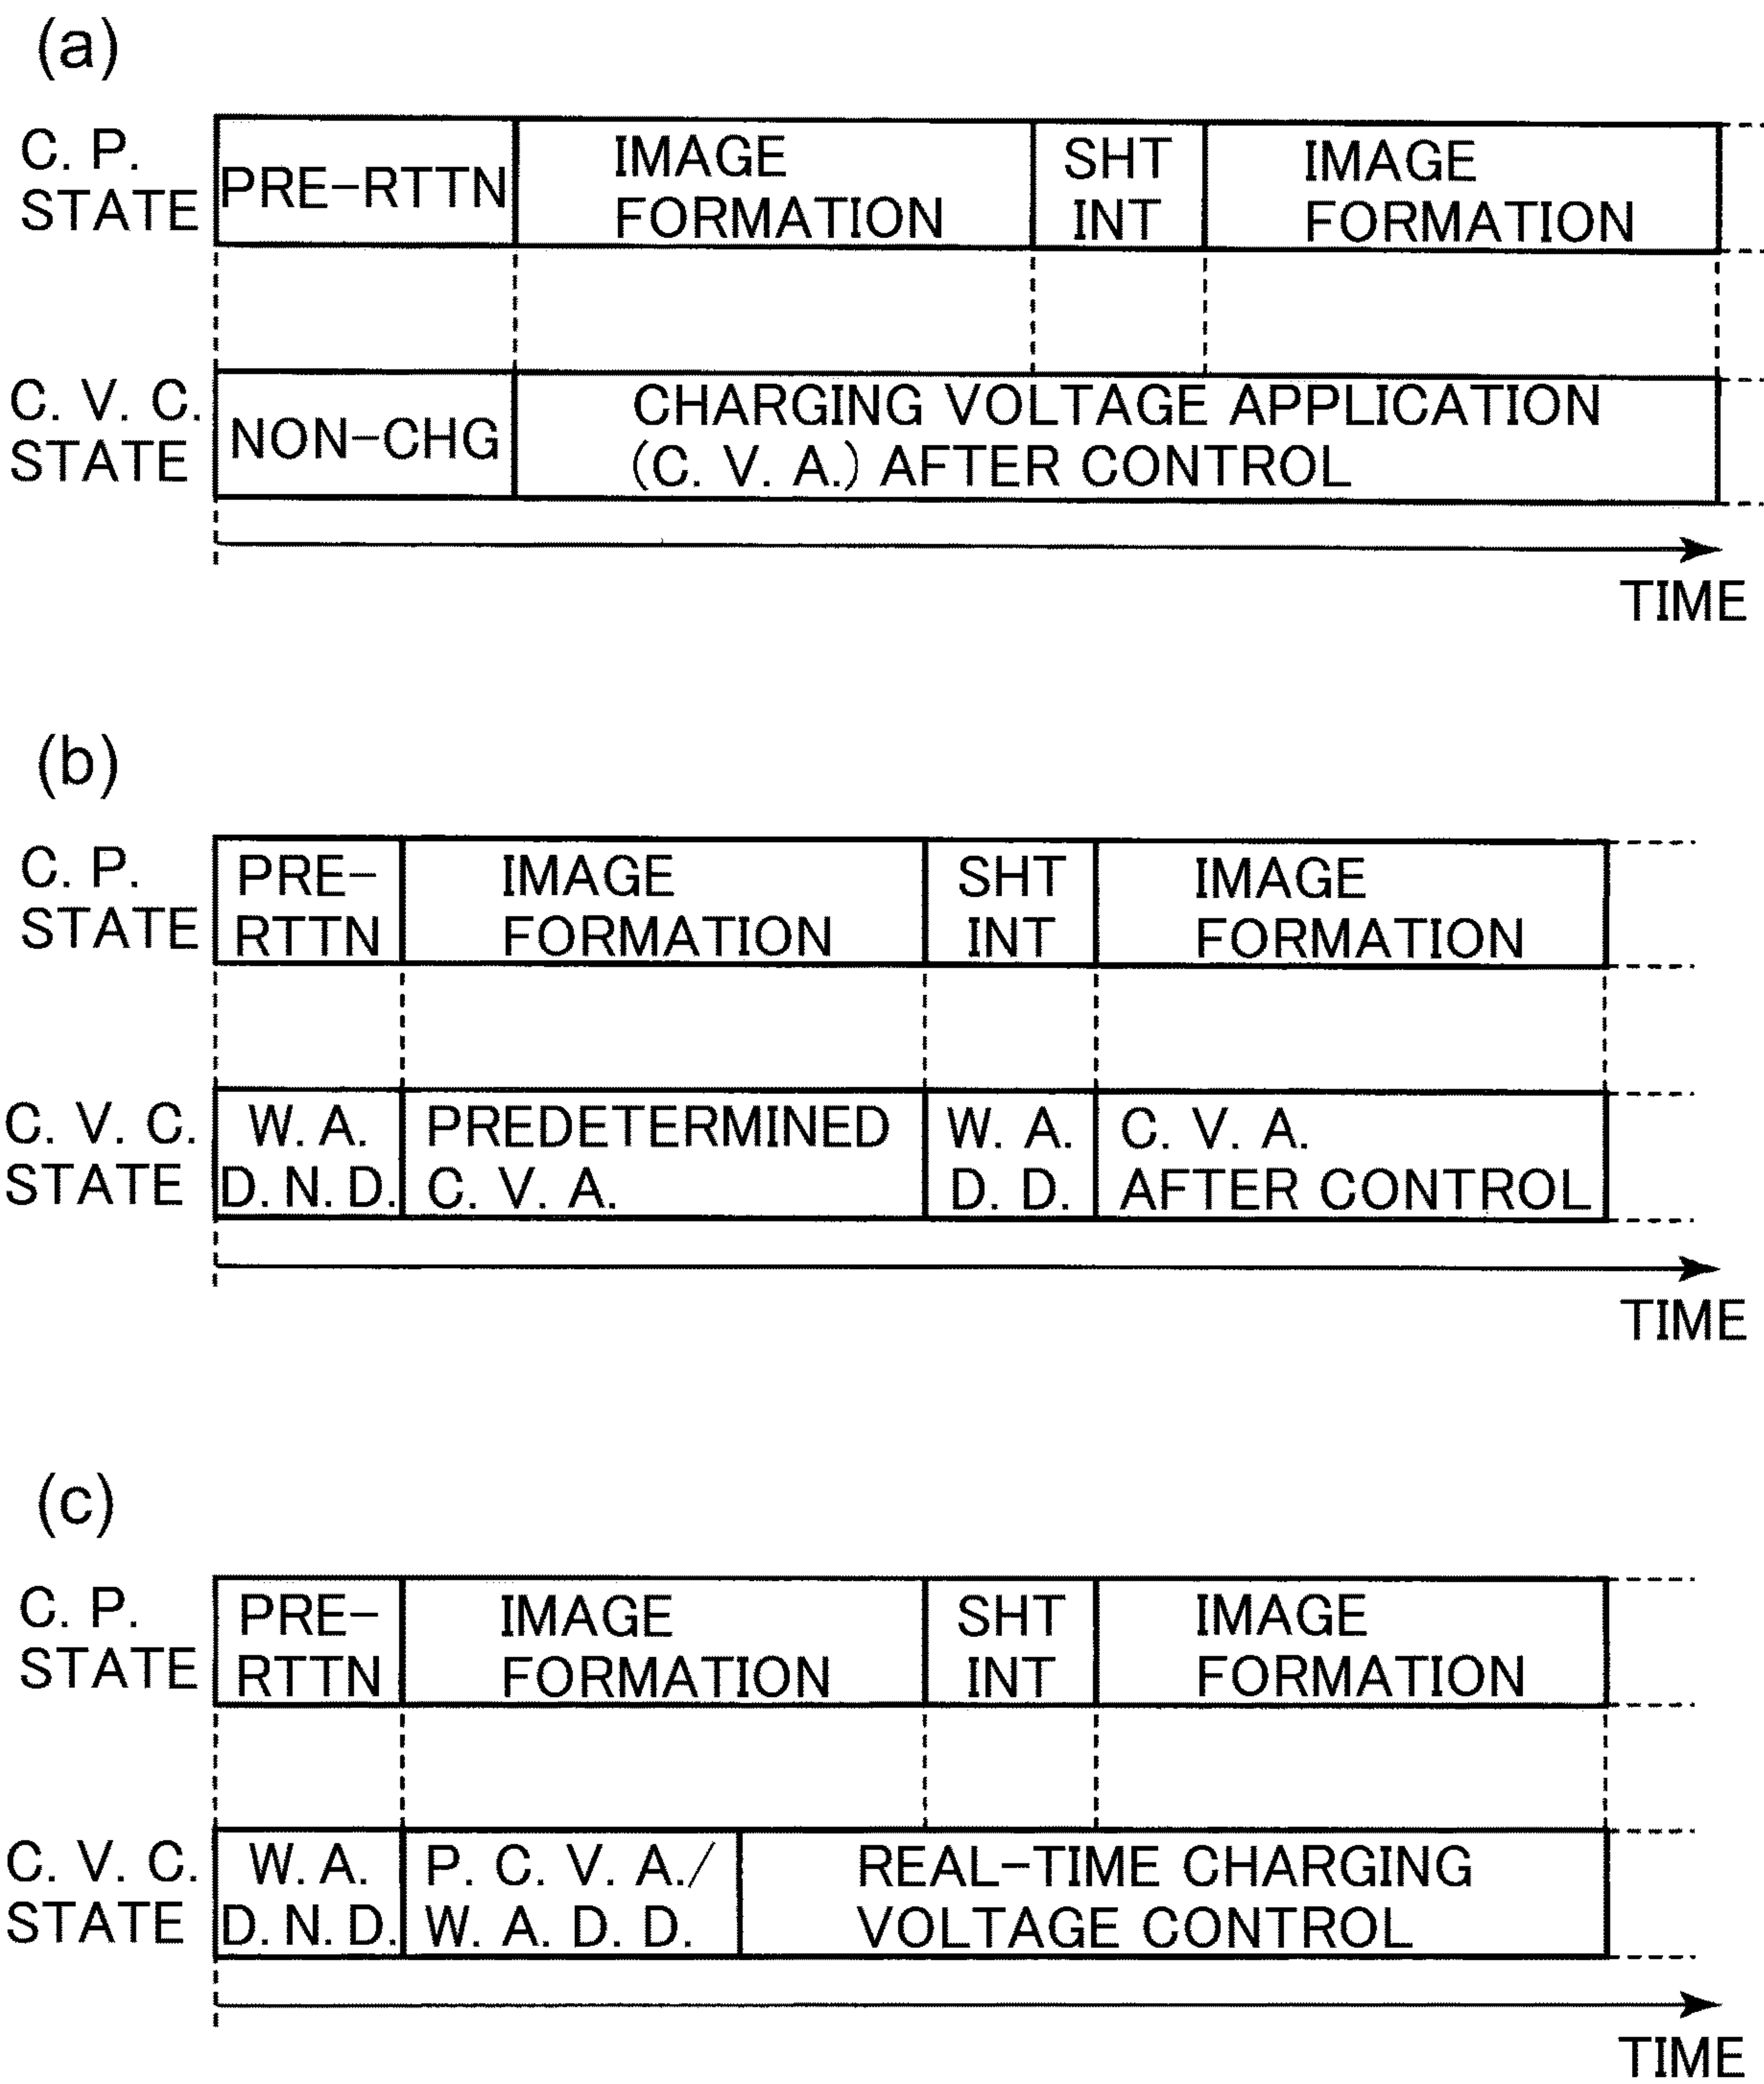 (a)
C. P.
STATE
PRE-RTTN
IMAGE
FORMATION
SHT
INT
IMAGE
FORMATION
C. V. C.
STATE
NON-CHG
CHARGING VOLTAGE APPLICATION
(C. V. A.) AFTER CONTROL
TIME
(b)
C. P.
STATE
PRE-
RTTN
IMAGE
FORMATION
SHT
INT
IMAGE
FORMATION
C. V. C.
STATE
W. A.
D. N. D.
PREDETERMINED
C. V. A.
W. A.
D. D.
C. V. A.
AFTER CONTROL
TIME
(c)
C. P.
STATE
PRE-
RTTN
IMAGE
FORMATION
SHT
INT
IMAGE
FORMATION
C. V. C.
STATE
W. A.
D. N. D.
P. C. V. A./
W. A. D. D.
REAL-TIME CHARGING
VOLTAGE CONTROL
TIME